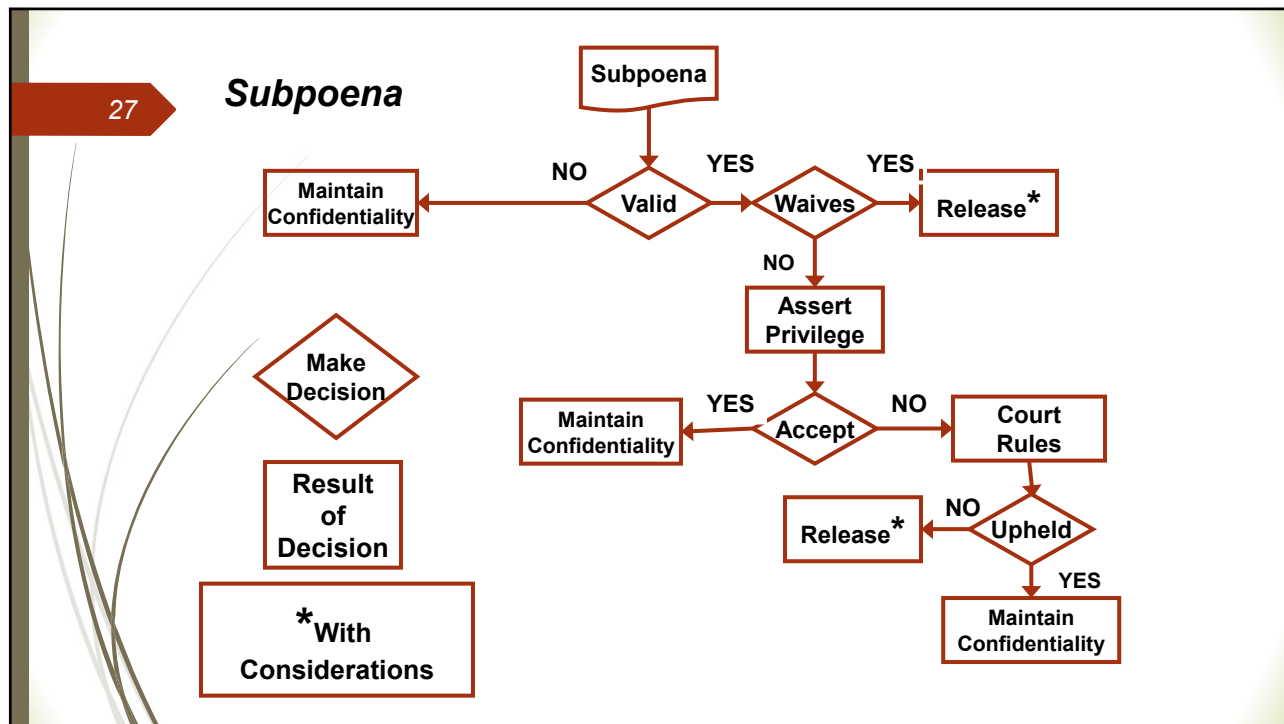 27
Subpoena
Subpoena
NO
YES
YES
Maintain
Confidentiality
Valid
Waives
Release*
NO
Assert
Privilege
Make
Decision
YES
NO
Maintain
Confidentiality
Accept
Court
Rules
Result
of
Decision
NO
Release*
Upheld
YES
*With
Considerations
Maintain
Confidentiality